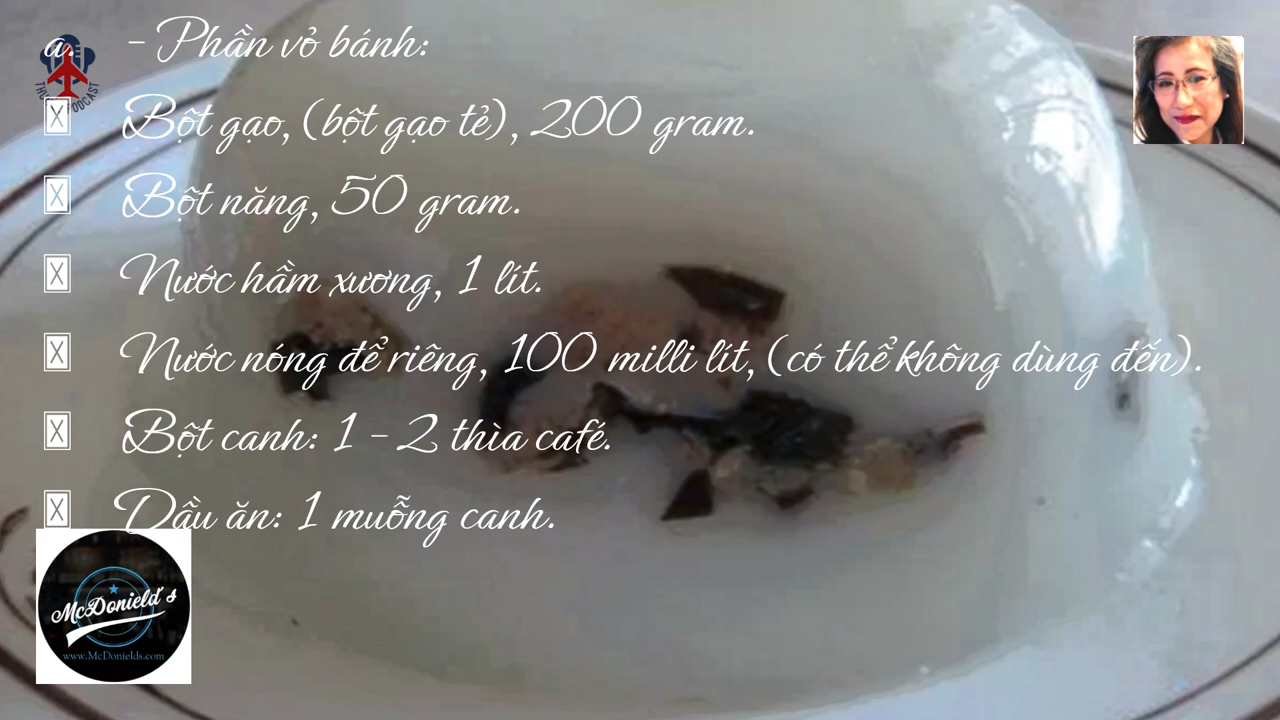 a. - Phần vỏ bánh:
Bột gạo, (bột gạo tẻ), 200 gram.
Bột năng, 50 gram.
Nước hầm xương, 1 lít.
Nước nóng để riêng, 100 milli lít, (có thể không dùng đến).
Bột canh: 1 - 2 thìa café.
Dầu ăn: 1 muỗng canh.
McDonield's
www.McDonields.com